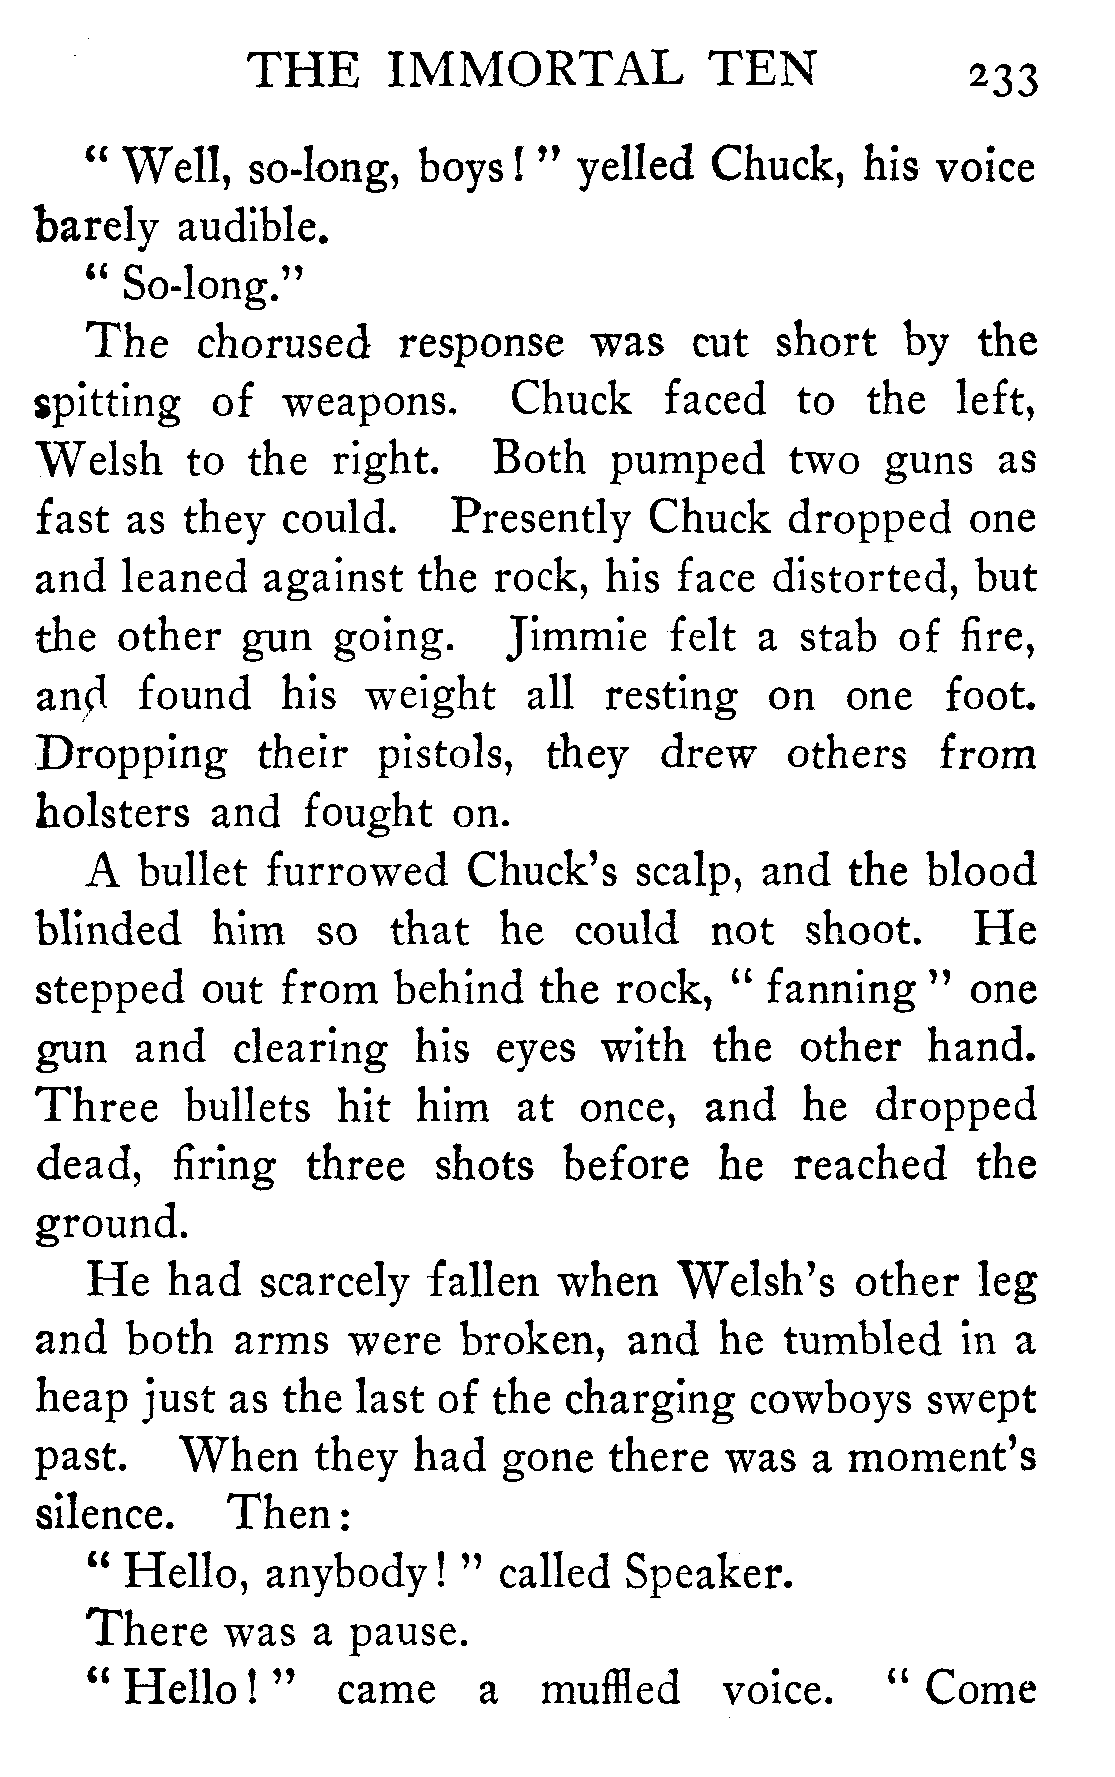 THE IMMORTAL TEN 233
“ Well, so-long, boys! ” yelled Chuck, his voice
barely audible.
“ So-long.”
The chorused response was cut short by the
spitting of weapons. Chuck faced to the left,
Welsh to the right. Both pumped two guns as
fast as they could. Presently Chuck dropped one
and leaned against the rock, his face distorted, but
the other gun going. Jimmie felt a stab of fire,
and found his weight all resting on one foot.
Dropping their pistols, they drew others from
holsters and fought on.
A bullet furrowed Chuck’s scalp, and the blood
blinded him so that he could not shoot. He
stepped out from behind the rock, “ fanning ” one
gun and clearing his eyes with the other hand.
Three bullets hit him at once, and he dropped
dead, firing three shots before he reached the
ground.
He had scarcely fallen when Welsh’s other leg
and both arms were broken, and he tumbled in a
heap just as the last of the charging cowboys swept
past. When they had gone there was a moment’s
silence. Then:
“ Hello, anybody! ” called Speaker.
There was a pause.
“ Hello! ” came a muffled voice. “ Come